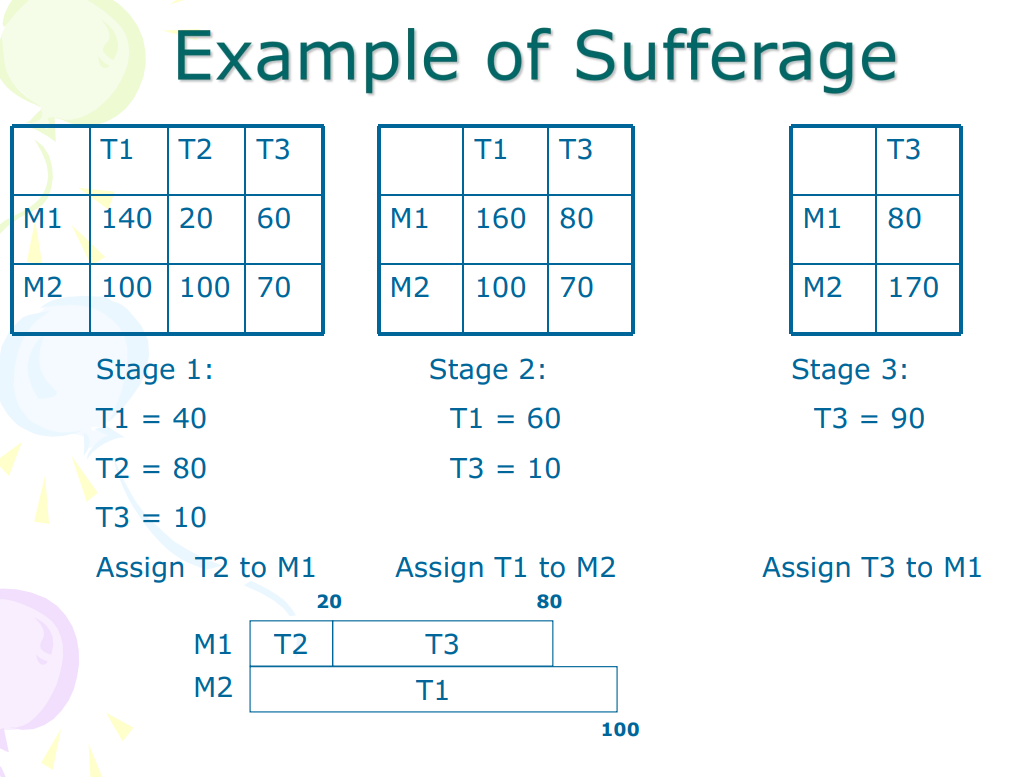 Example of Sufferage
T1 T2 T3
M1 140 20 60
M2 100 100 70
T1 T3
M1 160 80
M2 100 70
T3
M1 80
M2 170
Stage 1:
T1 = 40
T2 = 80
T3 = 10
Assign T2 to M1
Stage 2:
T1 = 60
T3 = 10
Assign T1 to M2
Stage 3:
T3 = 90
Assign T3 to M1
20 80
M1 T2 T3
M2 T1
100